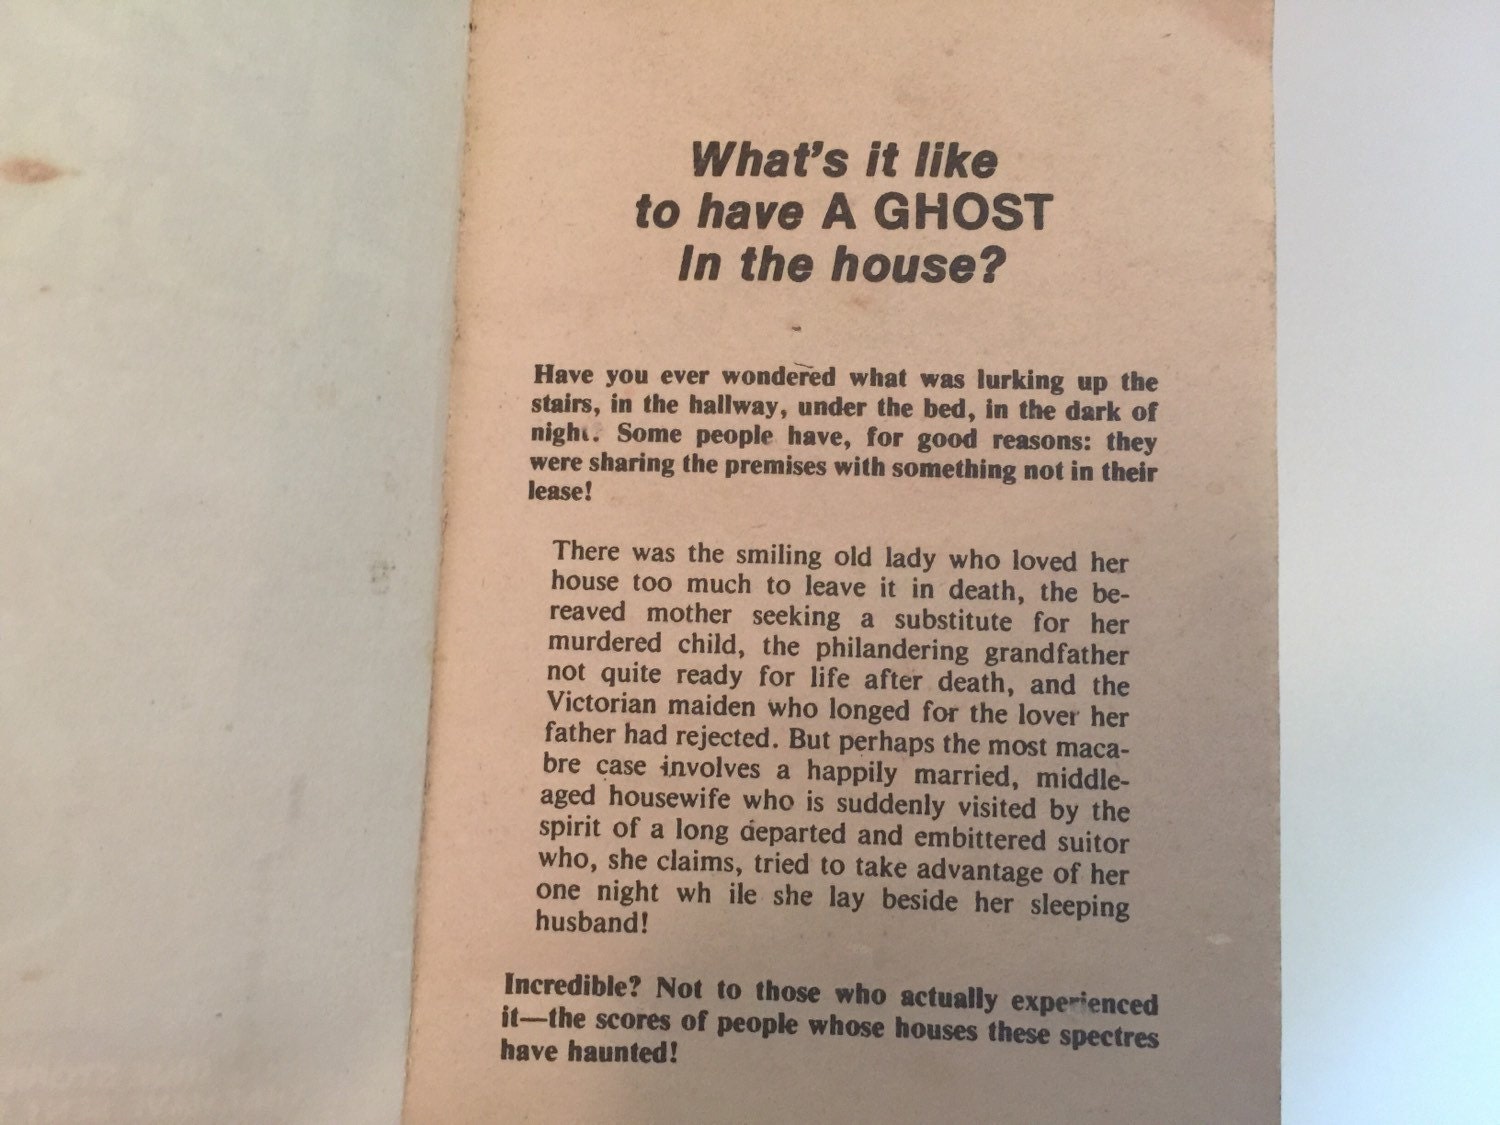 What's it like
to have A GHOST
In the house?
Have you ever wondered what was lurking up the
stairs, in the hallway, under the bed, in the dark of
night. Some people have, for good reasons: they
were sharing the premises with something not in their
lease!
There was the smiling old lady who loved her
house too much to leave it in death, the be-
reaved mother seeking a substitute for her
murdered child, the philandering grandfather
not quite ready for life after death, and the
Victorian maiden who longed for the lover her
father had rejected. But perhaps the most maca-
bre case involves a happily married, middle-
aged housewife who is suddenly visited by the
spirit of a long departed and embittered suitor
who, she claims, tried to take advantage of her
one night wh ile she lay beside her sleeping
husband!
Incredible? Not to those who actually experienced
it—the scores of people whose houses these spectres
have haunted!